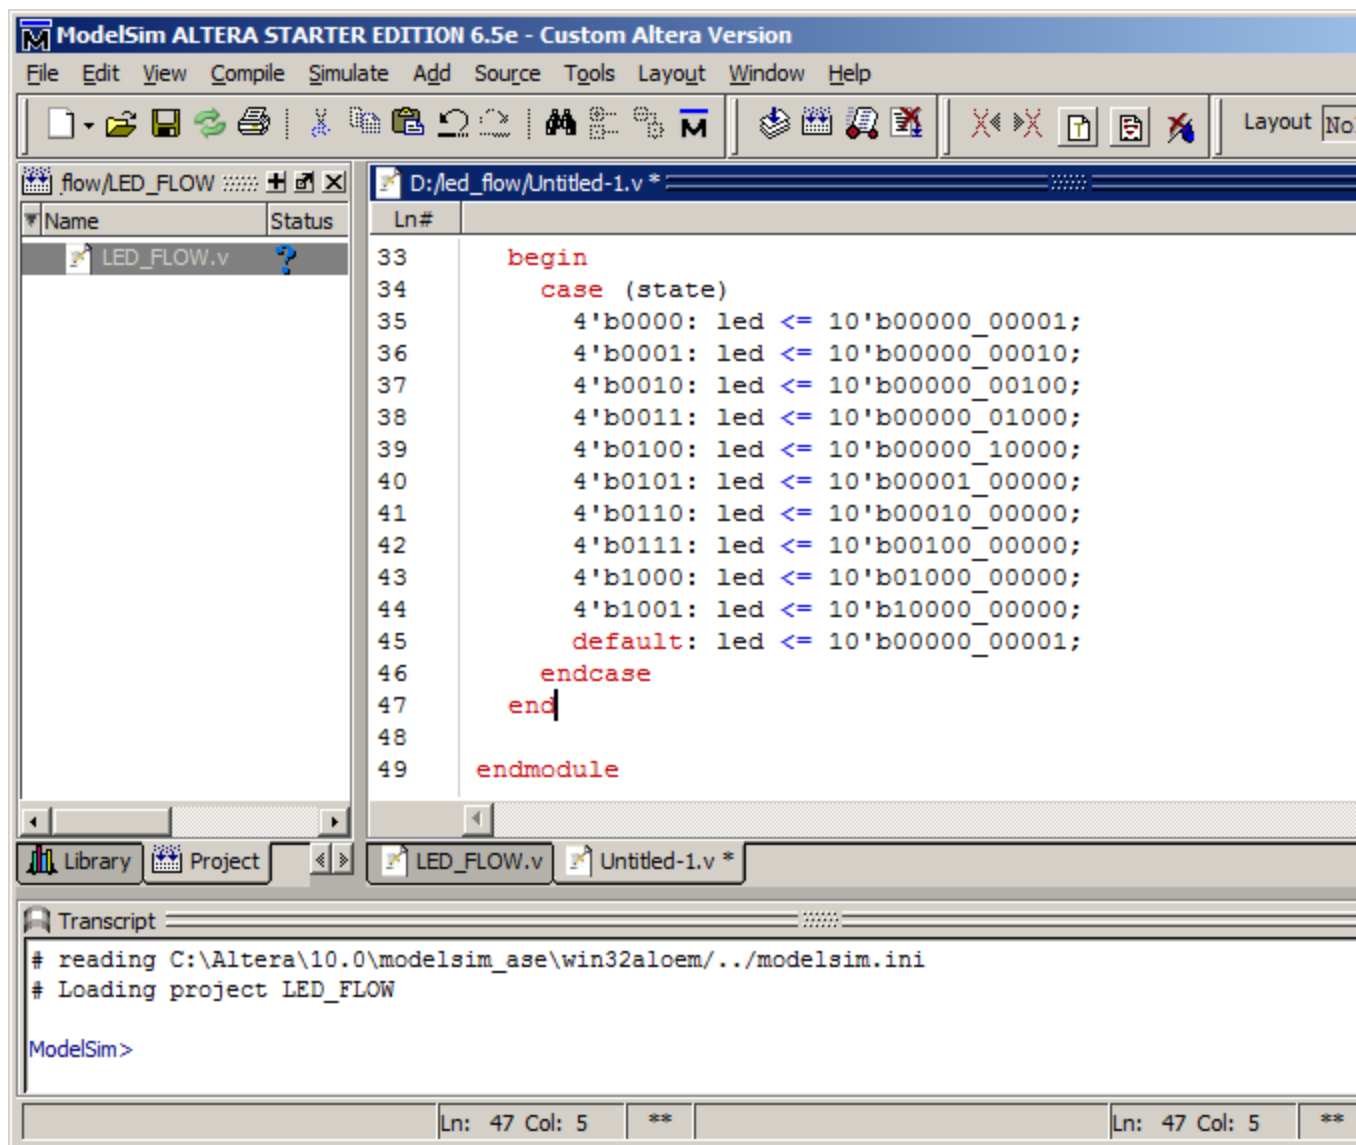 ModelSim ALTERA STARTER EDITION 6.5e - Custom Altera Version
File Edit View Compile Simulate Add Source Tools Layout Window Help
Layout No
flow/LED_FLOW
D:/led_flow/Untitled-1.v *
Name Status
Ln#
LED_FLOW.v
33 begin
34 case (state)
35 4'b0000: led <= 10'b00000_00001;
36 4'b0001: led <= 10'b00000_00010;
37 4'b0010: led <= 10'b00000_00100;
38 4'b0011: led <= 10'b00000_01000;
39 4'b0100: led <= 10'b00000_10000;
40 4'b0101: led <= 10'b00001_00000;
41 4'b0110: led <= 10'b00010_00000;
42 4'b0111: led <= 10'b00100_00000;
43 4'b1000: led <= 10'b01000_00000;
44 4'b1001: led <= 10'b10000_00000;
45 default: led <= 10'b00000_00001;
46 endcase
47 end
48
49 endmodule
Library Project
LED_FLOW.v Untitled-1.v *
Transcript
# reading C:\Altera\10.0\modelsim_ase\win32aloem/../modelsim.ini
# Loading project LED_FLOW
ModelSim>
Ln: 47 Col: 5 ** Ln: 47 Col: 5 **